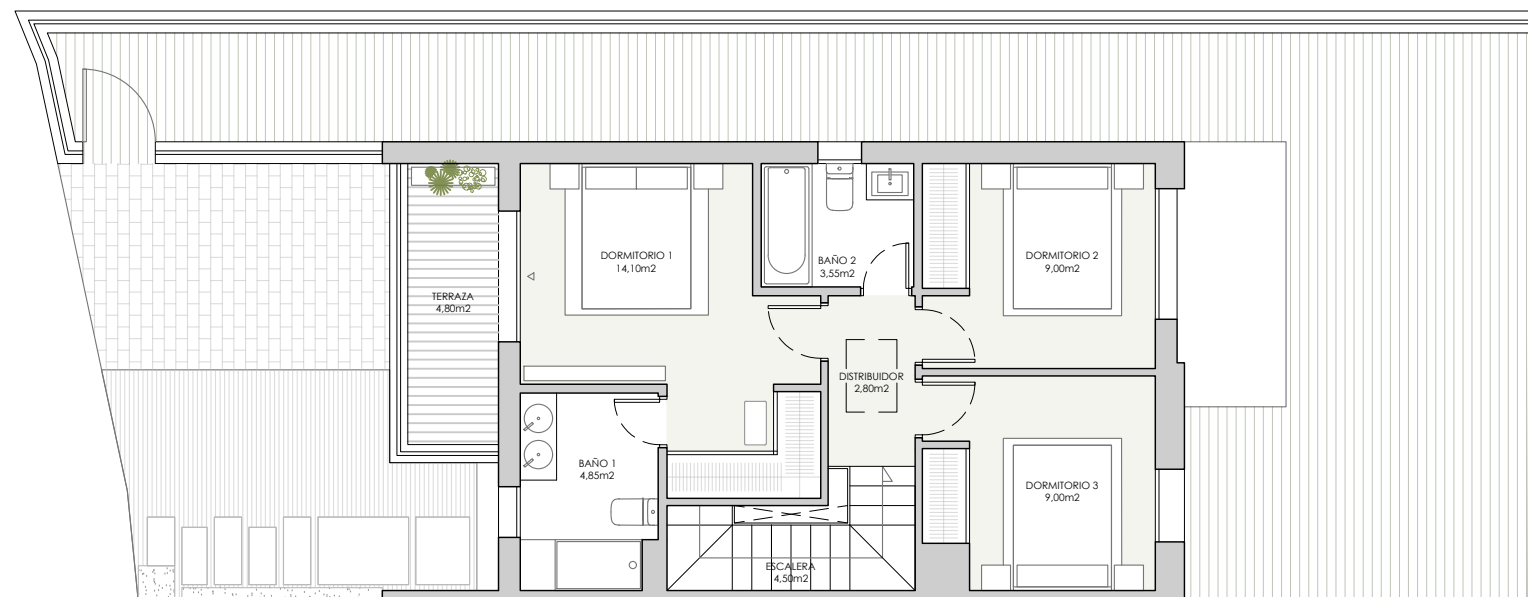 DORMITORIO 1
14,10m2
BAÑO 2
3,55m2
DORMITORIO 2
9,00m2
TERRAZA
4,80m2
DISTRIBUIDOR
2,80m2
BAÑO 1
4,85m2
DORMITORIO 3
9,00m2
ESCALERA
4,50m2